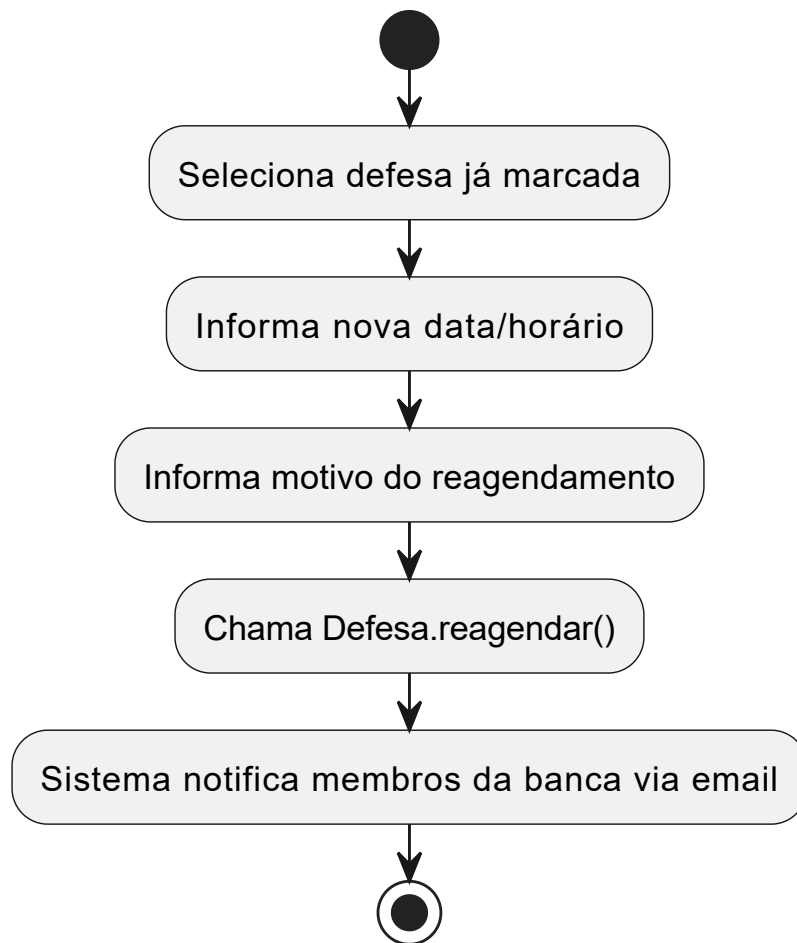 Seleciona defesa já marcada
Informa nova data/horário
Informa motivo do reagendamento
Chama Defesa.reagendar()
Sistema notifica membros da banca via email